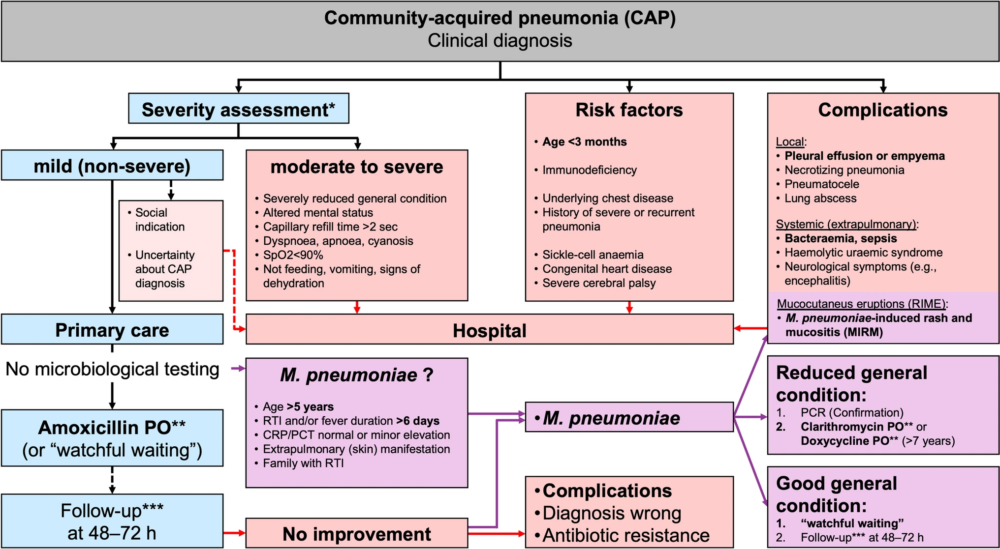 Community-acquired pneumonia (CAP)
Clinical diagnosis
Severity assessment*
mild (non-severe)
• Social
indication
• Uncertainty
about CAP
diagnosis
moderate to severe
• Severely reduced general condition
• Altered mental status
• Capillary refill time >2 sec
• Dyspnoea, apnoea, cyanosis
• SpO2<90%
• Not feeding, vomiting, signs of
dehydration
Risk factors
• Age <3 months
• Immunodeficiency
• Underlying chest disease
• History of severe or recurrent
pneumonia
• Sickle-cell anaemia
• Congenital heart disease
• Severe cerebral palsy
Complications
Local:
• Pleural effusion or empyema
• Necrotizing pneumonia
• Pneumatocele
• Lung abscess
Systemic (extrapulmonary):
• Bacteraemia, sepsis
• Haemolytic uraemic syndrome
• Neurological symptoms (e.g.,
encephalitis)
Mucocutaneus eruptions (RIME):
• M. pneumoniae-induced rash and
mucositis (MIRM)
Primary care
Hospital
No microbiological testing
Amoxicillin PO**
(or “watchful waiting”)
Follow-up***
at 48–72 h
M. pneumoniae ?
• Age >5 years
• RTI and/or fever duration >6 days
• CRP/PCT normal or minor elevation
• Extrapulmonary (skin) manifestation
• Family with RTI
No improvement
• M. pneumoniae
• Complications
• Diagnosis wrong
• Antibiotic resistance
Reduced general
condition:
1. PCR (Confirmation)
2. Clarithromycin PO** or
Doxycycline PO** (>7 years)
Good general
condition:
1. “watchful waiting”
2. Follow-up*** at 48–72 h